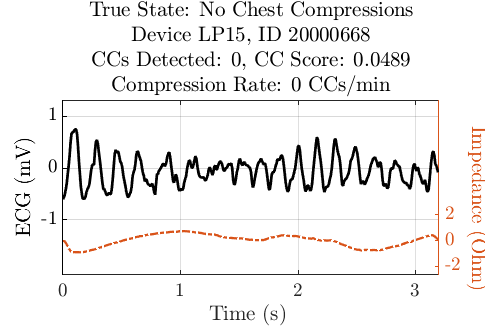 True State: No Chest Compressions
Device LP15, ID 20000668
CCs Detected: 0, CC Score: 0.0489
Compression Rate: 0 CCs/min
ECG (mV)
1
0
-1
Impedance (Ohm)
2
0
-2
0
1
2
3
Time (s)